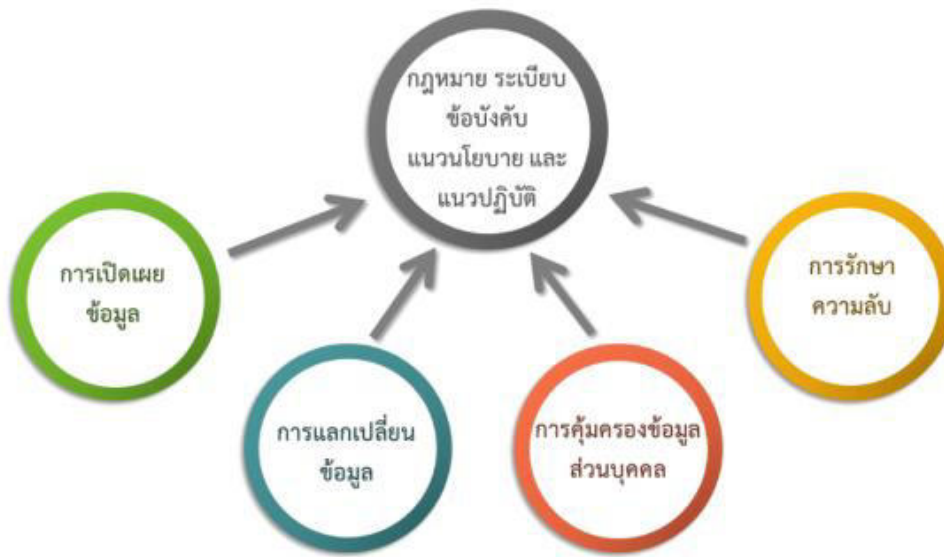 กฎหมาย ระเบียบ
ข้อบังคับ
แนวนโยบาย และ
แนวปฏิบัติ
การเปิดเผย
ข้อมูล
การแลกเปลี่ยน
ข้อมูล
การคุ้มครองข้อมูล
ส่วนบุคคล
การรักษา
ความลับ